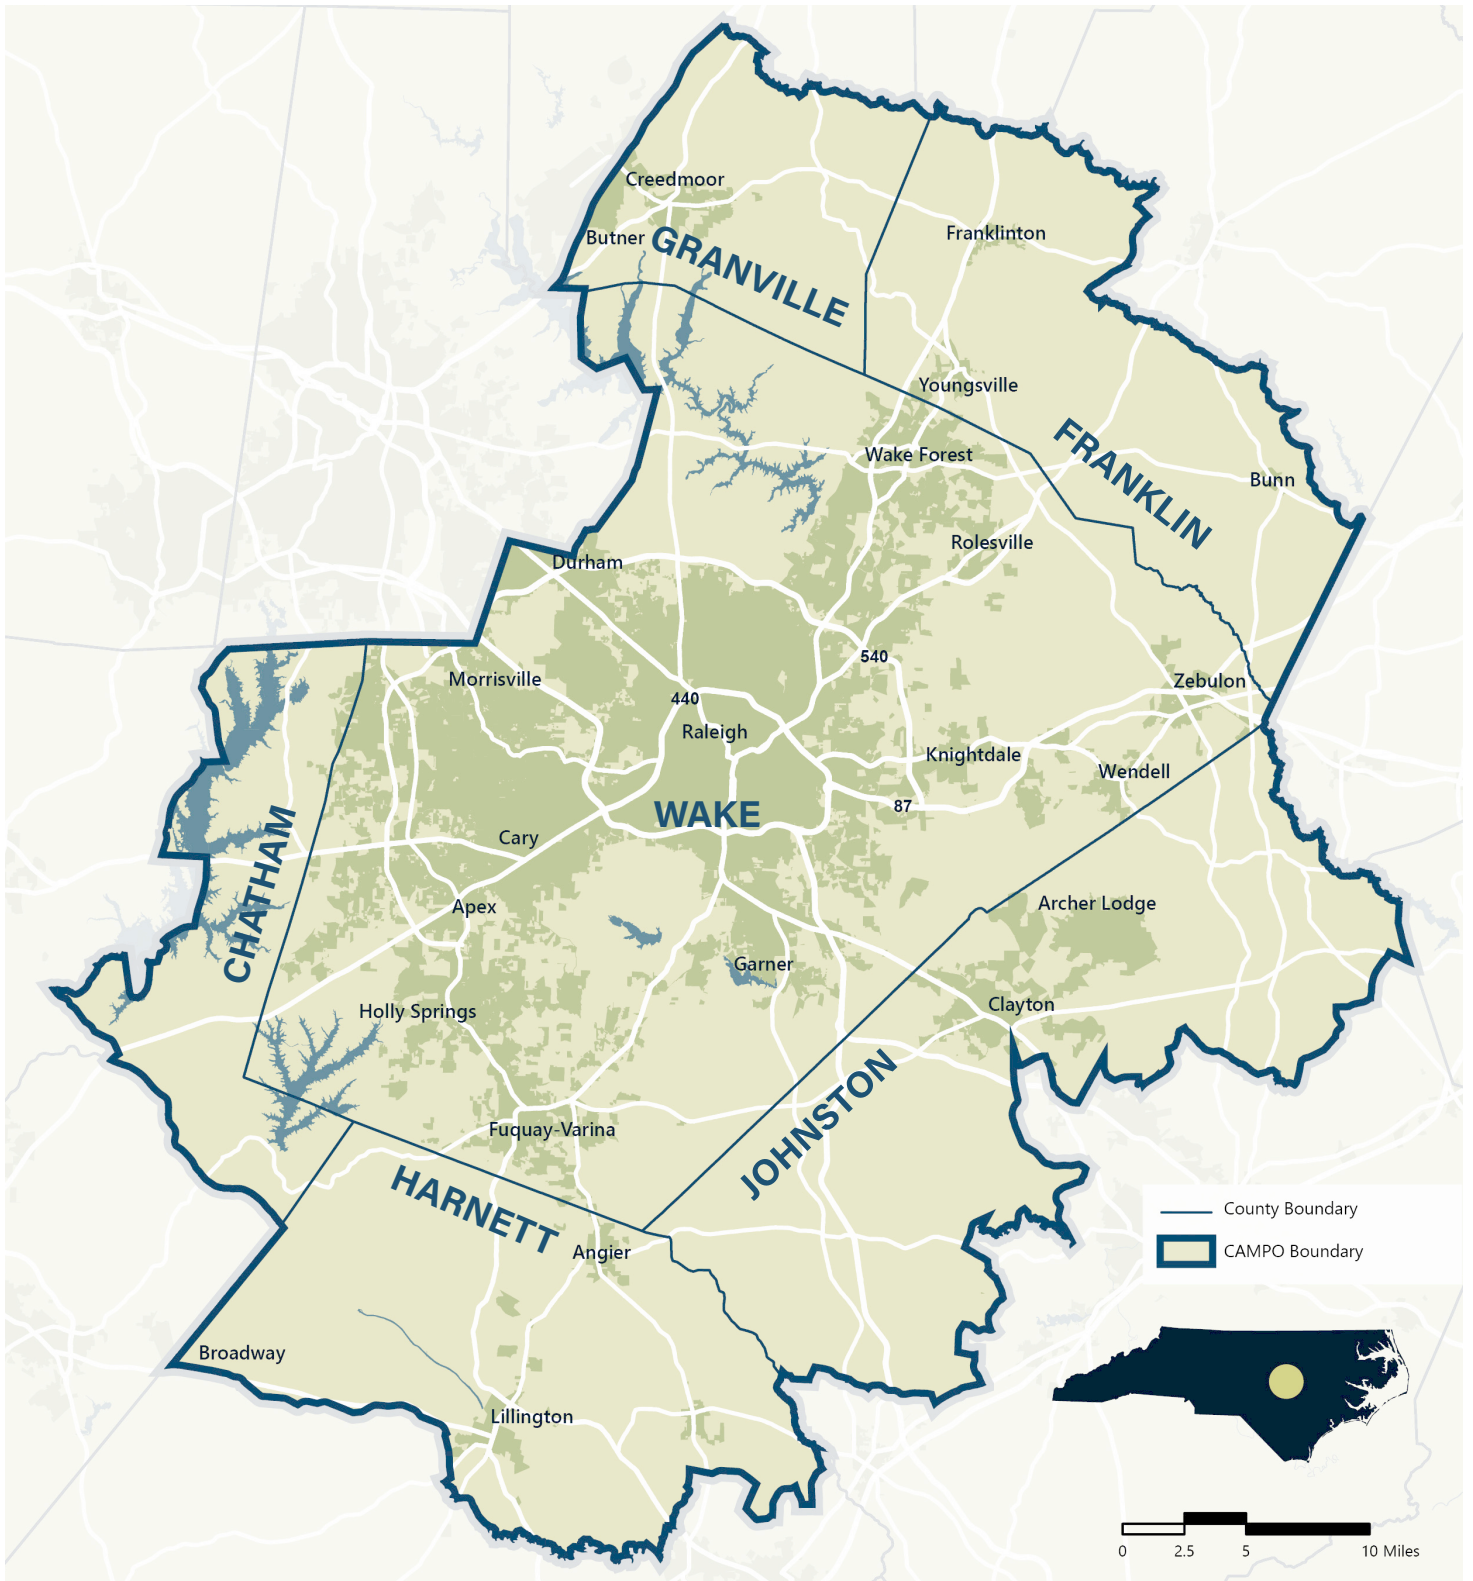 Creedmoor
Butner
GRANVILLE
Franklinton
Youngsville
FRANKLIN
Wake Forest
Bunn
Rolesville
Durham
540
Morrisville
Zebulon
440
Raleigh
Knightdale
Wendell
87
WAKE
Cary
CHATHAM
Apex
Archer Lodge
Garner
Clayton
Holly Springs
JOHNSTON
Fuquay-Varina
HARNETT
Angier
County Boundary
CAMPO Boundary
Broadway
Lillington
0 2.5 5 10 Miles